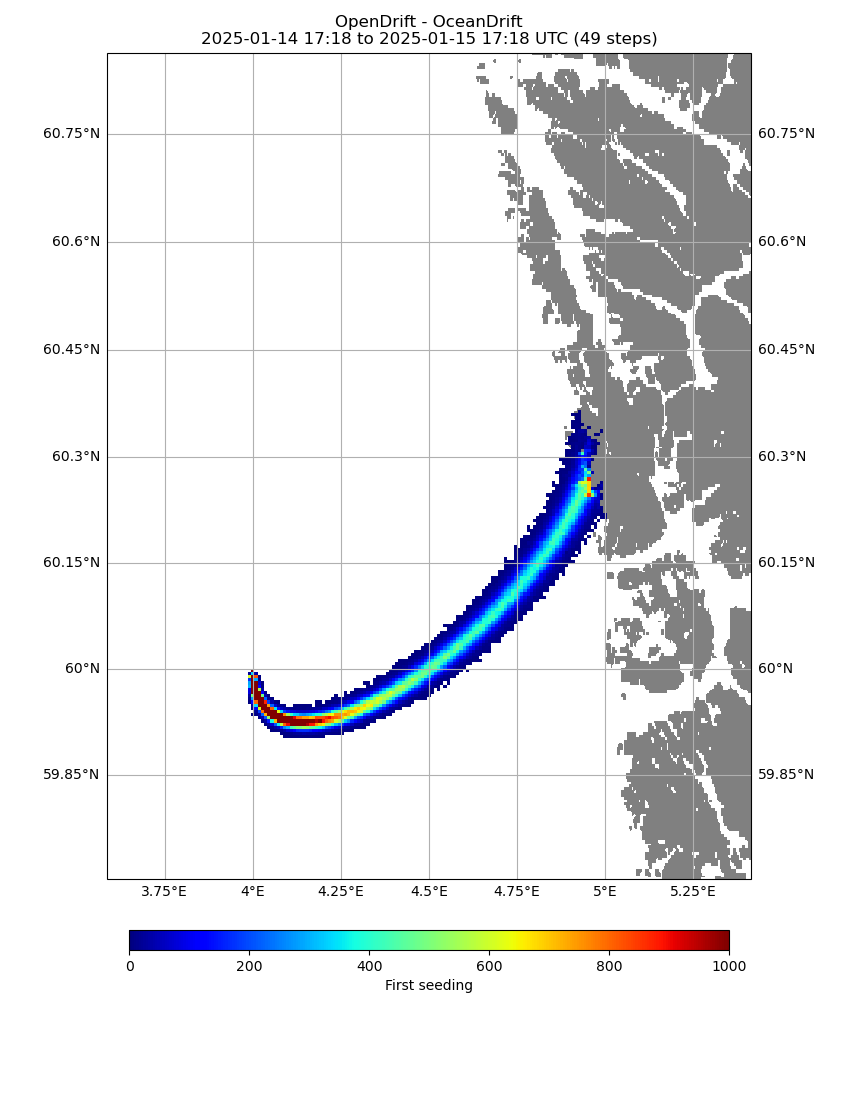 OpenDrift - OceanDrift
2025-01-14 17:18 to 2025-01-15 17:18 UTC (49 steps)
60.75°N 60.75°N
60.6°N 60.6°N
60.45°N 60.45°N
60.3°N 60.3°N
60.15°N 60.15°N
60°N 60°N
59.85°N 59.85°N
3.75°E 4°E 4.25°E 4.5°E 4.75°E 5°E 5.25°E
0 200 400 600 800 1000
First seeding